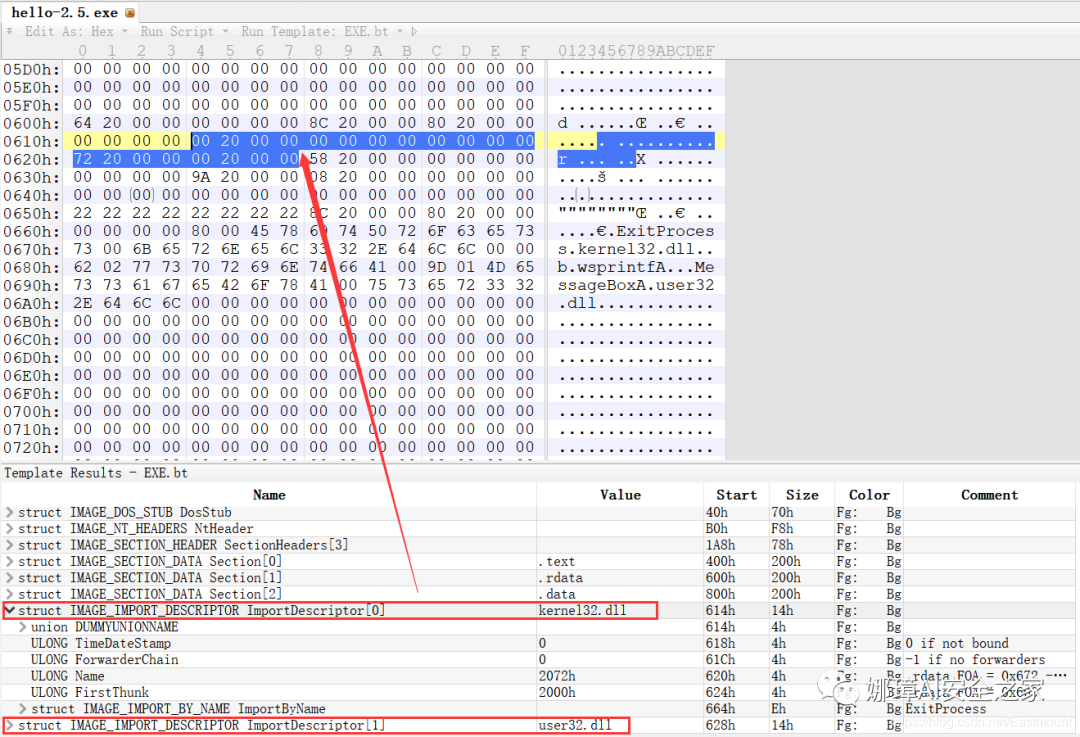 hello-2.5.exe
Edit As: Hex Run Script Run Template: EXE.bt
0 1 2 3 4 5 6 7 8 9 A B C D E F 0123456789ABCDEF
05D0h: 00 00 00 00 00 00 00 00 00 00 00 00 00 00 00 00 ................
05E0h: 00 00 00 00 00 00 00 00 00 00 00 00 00 00 00 00 ................
05F0h: 00 00 00 00 00 00 00 00 00 00 00 00 00 00 00 00 ................
0600h: 64 20 00 00 00 00 00 00 8C 20 00 00 80 20 00 00 d ......Œ ..€ ..
0610h: 00 00 00 00 00 20 00 00 00 00 00 00 00 00 00 00 ..... ..........
0620h: 72 20 00 00 00 20 00 00 58 20 00 00 00 00 00 00 r ... ..X ......
0630h: 00 00 00 00 9A 20 00 00 08 20 00 00 00 00 00 00 ....š ... ......
0640h: 00 00 00 00 00 00 00 00 00 00 00 00 00 00 00 00 ................
0650h: 22 22 22 22 22 22 22 22 8C 20 00 00 80 20 00 00 """"""""Œ ..€ ..
0660h: 00 00 00 00 80 00 45 78 69 74 50 72 6F 63 65 73 ....€.ExitProces
0670h: 73 00 6B 65 72 6E 65 6C 33 32 2E 64 6C 6C 00 00 s.kernel32.dll..
0680h: 62 02 77 73 70 72 69 6E 74 66 41 00 9D 01 4D 65 b.wsprintfA...Me
0690h: 73 73 61 67 65 42 6F 78 41 00 75 73 65 72 33 32 ssageBoxA.user32
06A0h: 2E 64 6C 6C 00 00 00 00 00 00 00 00 00 00 00 00 .dll............
06B0h: 00 00 00 00 00 00 00 00 00 00 00 00 00 00 00 00 ................
06C0h: 00 00 00 00 00 00 00 00 00 00 00 00 00 00 00 00 ................
06D0h: 00 00 00 00 00 00 00 00 00 00 00 00 00 00 00 00 ................
06E0h: 00 00 00 00 00 00 00 00 00 00 00 00 00 00 00 00 ................
06F0h: 00 00 00 00 00 00 00 00 00 00 00 00 00 00 00 00 ................
0700h: 00 00 00 00 00 00 00 00 00 00 00 00 00 00 00 00 ................
0710h: 00 00 00 00 00 00 00 00 00 00 00 00 00 00 00 00 ................
0720h: 00 00 00 00 00 00 00 00 00 00 00 00 00 00 00 00 ................
Template Results - EXE.bt
Name Value Start Size Color Comment
struct IMAGE_DOS_STUB DosStub 40h 70h Fg: Bg
struct IMAGE_NT_HEADERS NtHeader B0h F8h Fg: Bg
struct IMAGE_SECTION_HEADER SectionHeaders[3] 1A8h 78h Fg: Bg
struct IMAGE_SECTION_DATA Section[0] .text 400h 200h Fg: Bg
struct IMAGE_SECTION_DATA Section[1] .rdata 600h 200h Fg: Bg
struct IMAGE_SECTION_DATA Section[2] .data 800h 200h Fg: Bg
struct IMAGE_IMPORT_DESCRIPTOR ImportDescriptor[0] kernel32.dll 614h 14h Fg: Bg
union DUMMYUNIONNAME 614h 4h Fg: Bg
ULONG TimeDateStamp 0 618h 4h Fg: Bg 0 if not bound
ULONG ForwarderChain 0 61Ch 4h Fg: Bg -1 if no forwarders
ULONG Name 2072h 620h 4h Fg: Bg .rdata FOA = 0x672 ···
ULONG FirstThunk 2000h 624h 4h Fg: Bg .rdata FOA
struct IMAGE_IMPORT_BY_NAME ImportByName 664h Eh Fg: Bg ExitProcess
struct IMAGE_IMPORT_DESCRIPTOR ImportDescriptor[1] user32.dll 628h 14h Fg: Bg
娜璋AI安全之家
https://blog.csdn.net/Eastmount